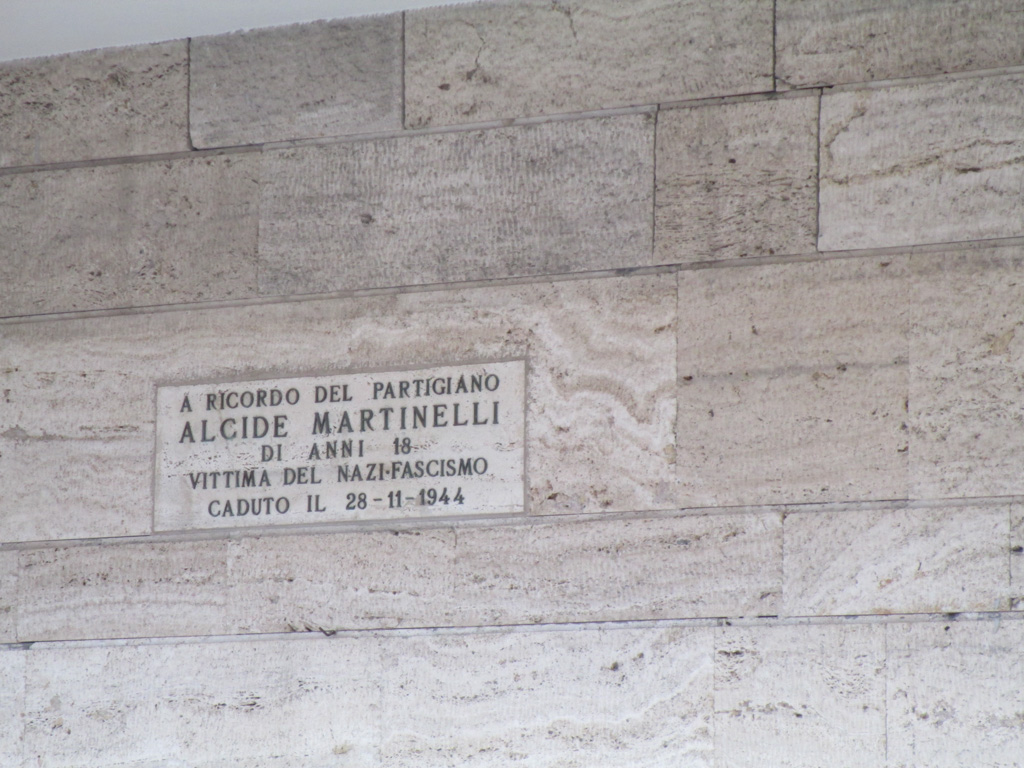 A RICORDO DEL PARTIGIANO
ALCIDE MARTINELLI
DI ANNI 18
VITTIMA DEL NAZI-FASCISMO
CADUTO IL 28-11-1944